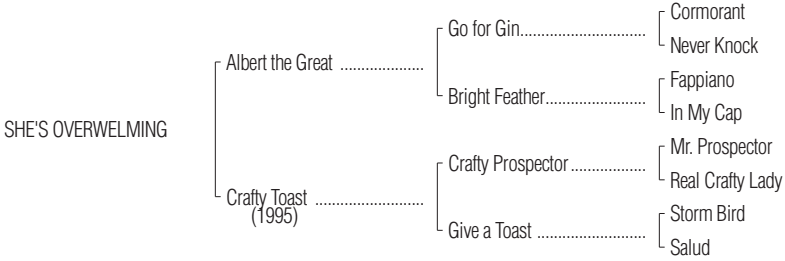 Cormorant
Go for Gin..............................
Never Knock
Albert the Great ....................
Fappiano
Bright Feather........................
In My Cap
SHE'S OVERWELMING
Mr. Prospector
Crafty Prospector..................
Real Crafty Lady
Crafty Toast ..........................
(1995)
Storm Bird
Give a Toast ..........................
Salud